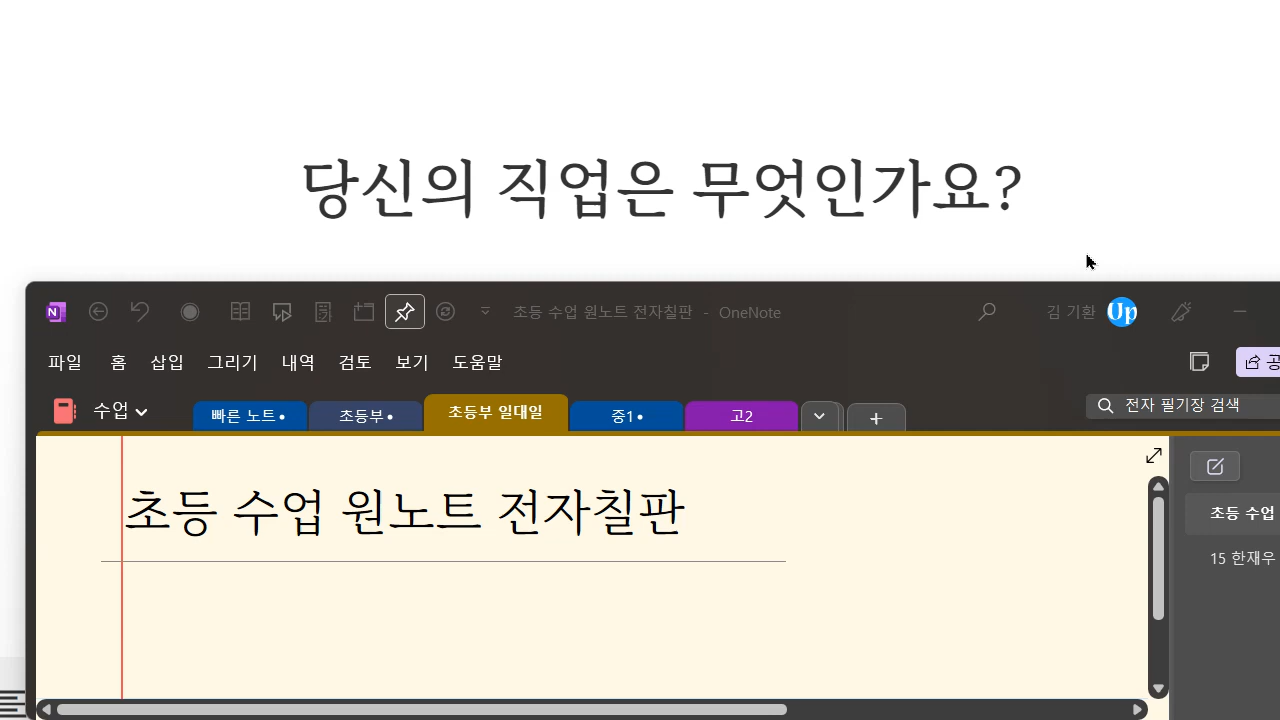 당신의 직업은 무엇인가요?
초등 수업 원노트 전자칠판 - OneNote
김 기환
Up
파일 홈 삽입 그리기 내역 검토 보기 도움말
공
수업
빠른 노트 초등부 초등부 일대일 중1 고2 +
전자 필기장 검색
초등 수업 원노트 전자칠판
초등 수업
15 한재우